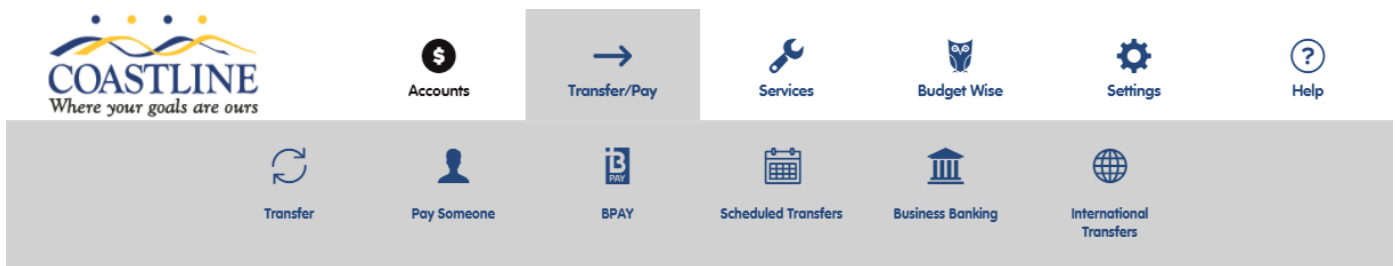 COASTLINE
Where your goals are ours
$
Accounts
Transfer/Pay
Services
Budget Wise
Settings
?
Help
Transfer
Pay Someone
B
PAY
BPAY
Scheduled Transfers
Business Banking
International
Transfers